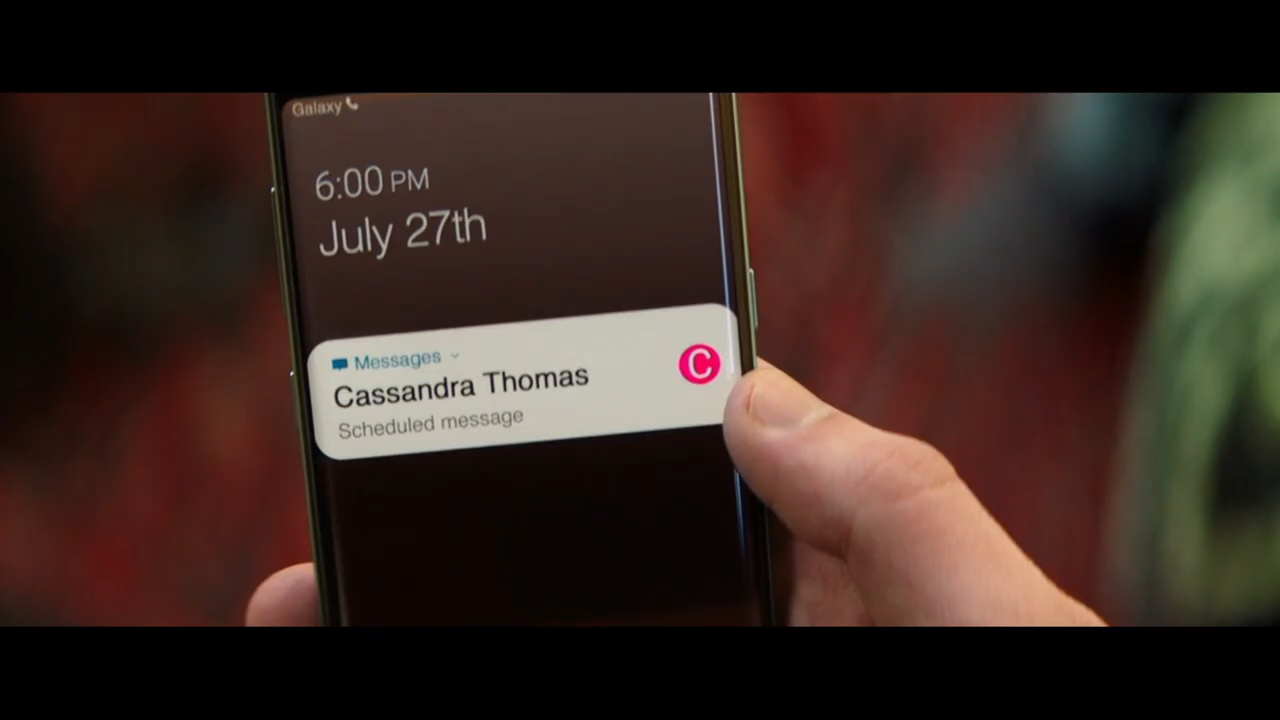 Galaxy
6:00 PM
July 27th
Messages
Cassandra Thomas
C
Scheduled message